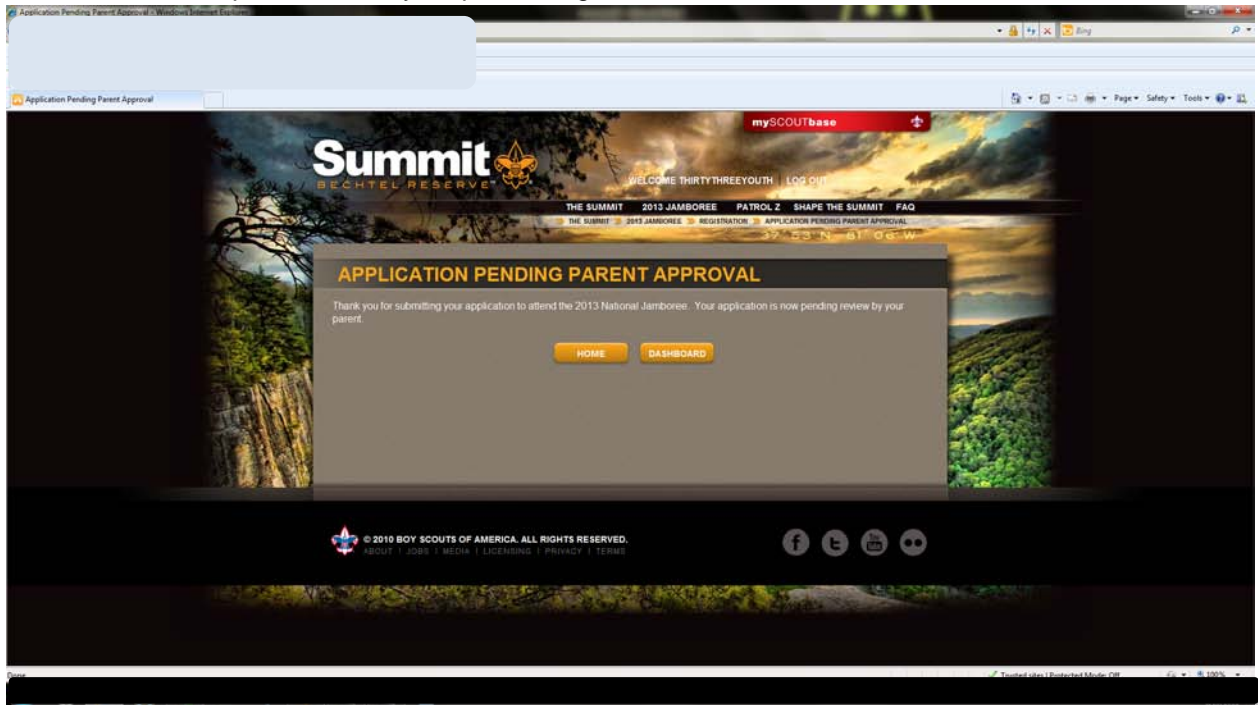 Application Pending Parent Approval - Windows Internet Explorer
Bing
Application Pending Parent Approval
Page Safety Tools
mySCOUTbase
Summit
BECHTEL RESERVE
WELCOME THIRTYTHREEYOUTH LOG OUT
THE SUMMIT 2013 JAMBOREE PATROL Z SHAPE THE SUMMIT FAQ
THE SUMMIT 2013 JAMBOREE REGISTRATION APPLICATION PENDING PARENT APPROVAL
37° 53 N 81° 06 W
APPLICATION PENDING PARENT APPROVAL
Thank you for submitting your application to attend the 2013 National Jamboree. Your application is now pending review by your
parent.
HOME DASHBOARD
© 2010 BOY SCOUTS OF AMERICA. ALL RIGHTS RESERVED.
ABOUT | JOBS | MEDIA | LICENSING | PRIVACY | TERMS
Done Trusted sites | Protected Mode: Off 100%